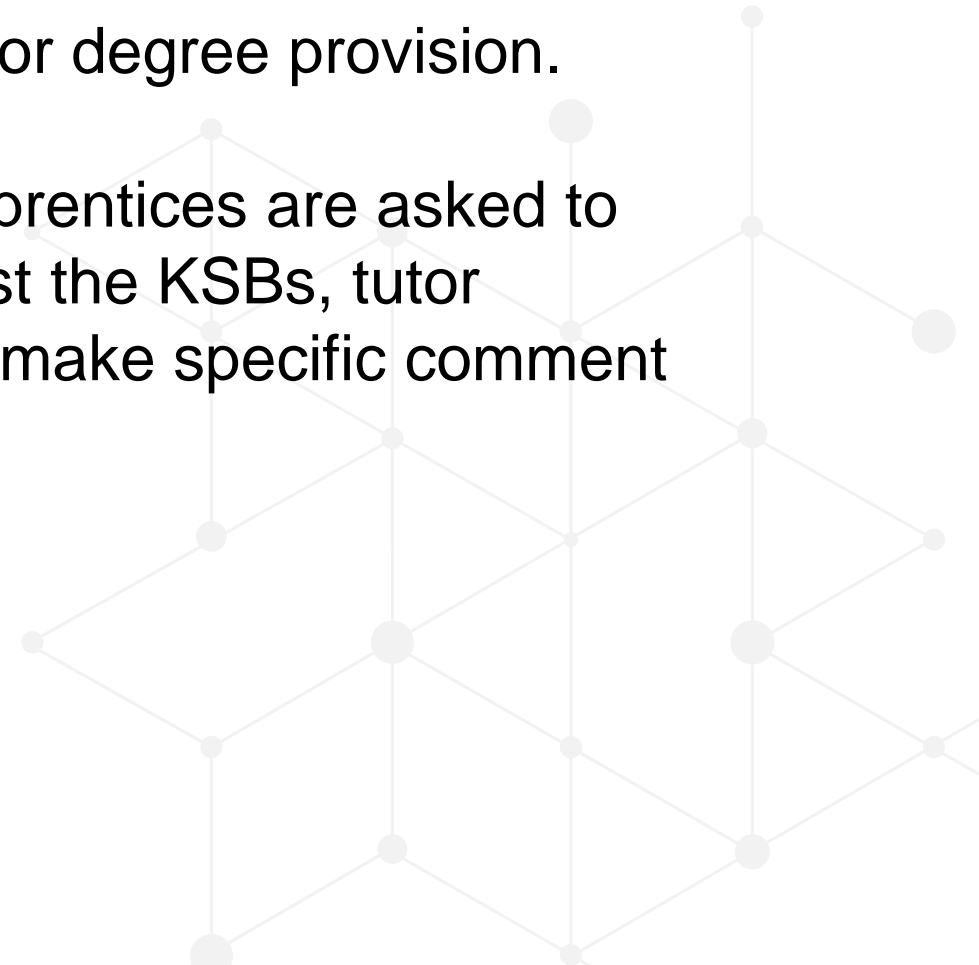 or degree provision.
prentices are asked to
st the KSBs, tutor
make specific comment